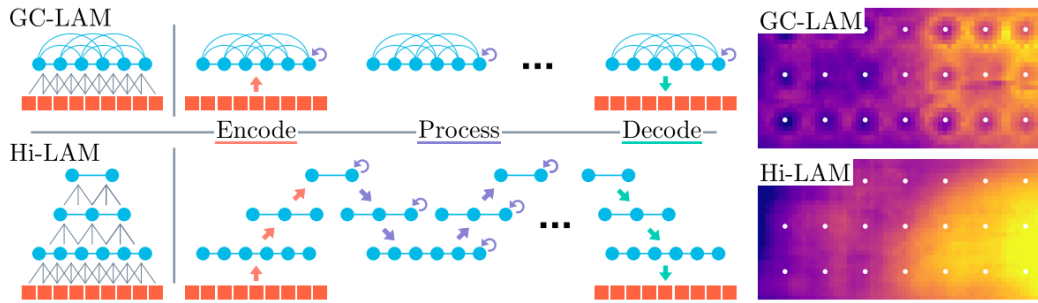 GC-LAM
...
Encode
Process
Decode
Hi-LAM
...
GC-LAM
Hi-LAM